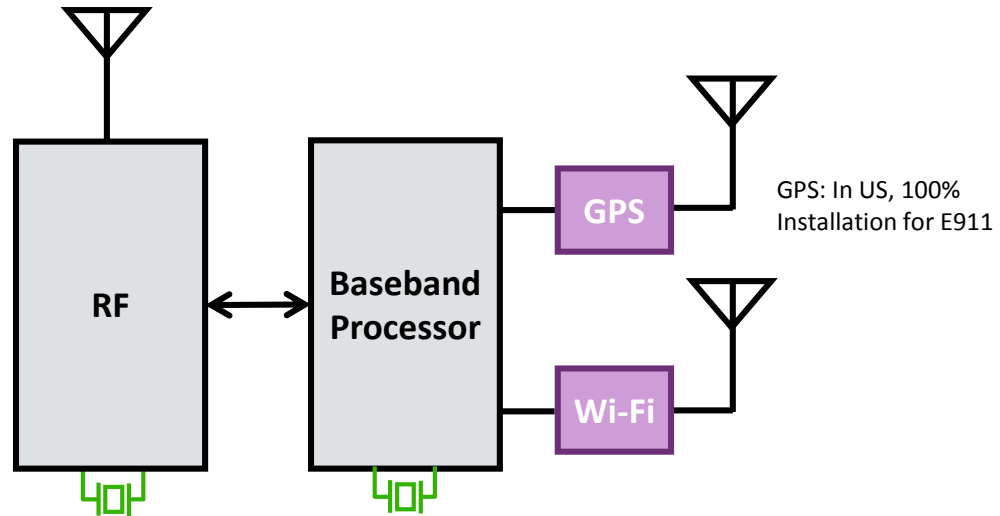 RF
Baseband
Processor
GPS
GPS: In US, 100%
Installation for E911
Wi-Fi